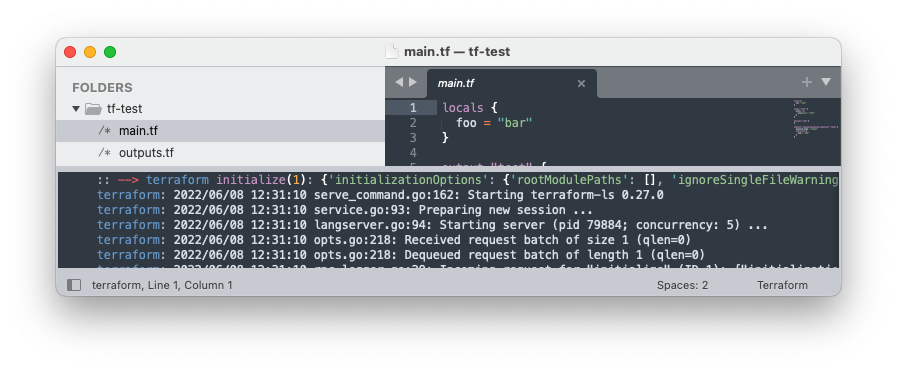 main.tf — tf-test
FOLDERS
tf-test
/* main.tf
/* outputs.tf
main.tf
1 locals {
2 foo = "bar"
3 }
4
:: --> terraform initialize(1): {'initializationOptions': {'rootModulePaths': [], 'ignoreSingleFileWarning
terraform: 2022/06/08 12:31:10 serve_command.go:162: Starting terraform-ls 0.27.0
terraform: 2022/06/08 12:31:10 service.go:93: Preparing new session ...
terraform: 2022/06/08 12:31:10 langserver.go:94: Starting server (pid 79884; concurrency: 5) ...
terraform: 2022/06/08 12:31:10 opts.go:218: Received request batch of size 1 (qlen=0)
terraform: 2022/06/08 12:31:10 opts.go:218: Dequeued request batch of length 1 (qlen=0)
terraform, Line 1, Column 1
Spaces: 2
Terraform